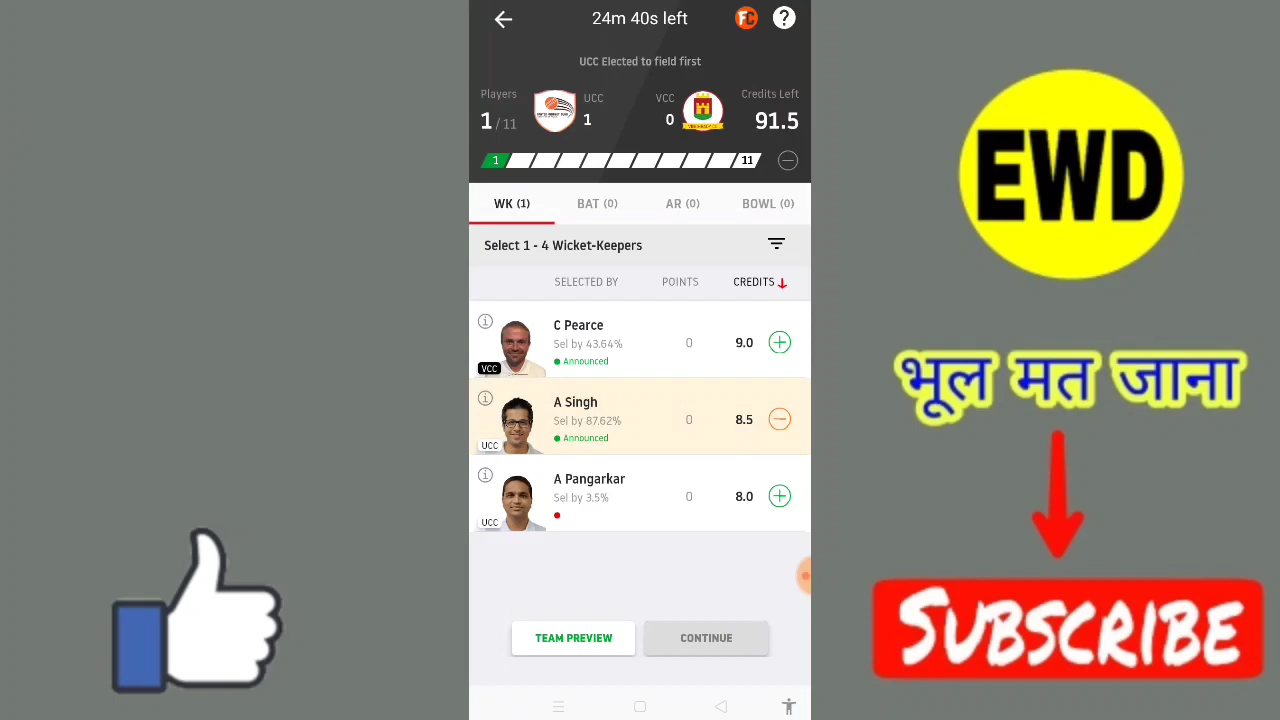 24m 40s left
FC
?
UCC Elected to field first
Players
1 / 11
UCC
1
VCC
0
Credits Left
91.5
1
11
WK (1)
BAT (0)
AR (0)
BOWL (0)
Select 1 - 4 Wicket-Keepers
SELECTED BY
POINTS
CREDITS
C Pearce
Sel by 43.64%
Announced
0
9.0
VCC
A Singh
Sel by 87.62%
Announced
0
8.5
UCC
A Pangarkar
Sel by 3.5%
0
8.0
UCC
TEAM PREVIEW
CONTINUE
EWD
भूल मत जाना
SUBSCRIBE